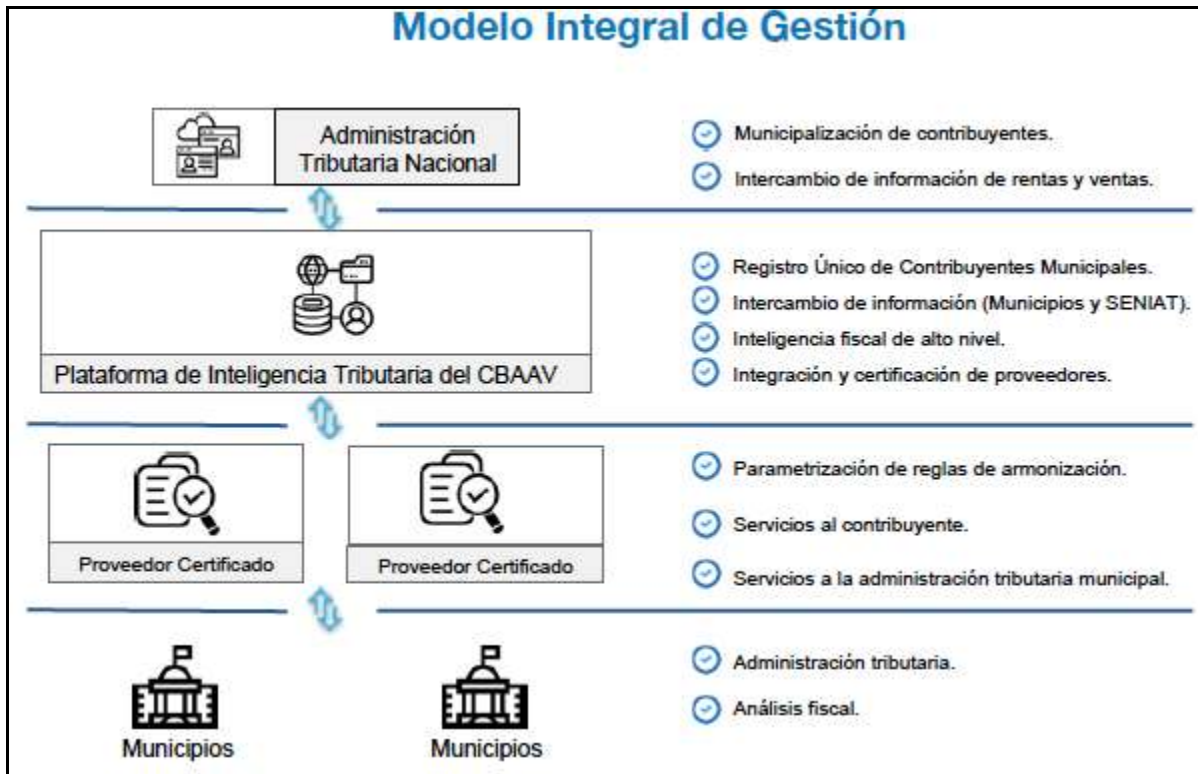 Modelo Integral de Gestión
Administración
Tributaria Nacional
Municipalización de contribuyentes.
Intercambio de información de rentas y ventas.
Plataforma de Inteligencia Tributaria del CBAAV
Registro Único de Contribuyentes Municipales.
Intercambio de información (Municipios y SENIAT).
Inteligencia fiscal de alto nivel.
Integración y certificación de proveedores.
Proveedor Certificado
Proveedor Certificado
Parametrización de reglas de armonización.
Servicios al contribuyente.
Servicios a la administración tributaria municipal.
Municipios
Municipios
Administración tributaria.
Análisis fiscal.